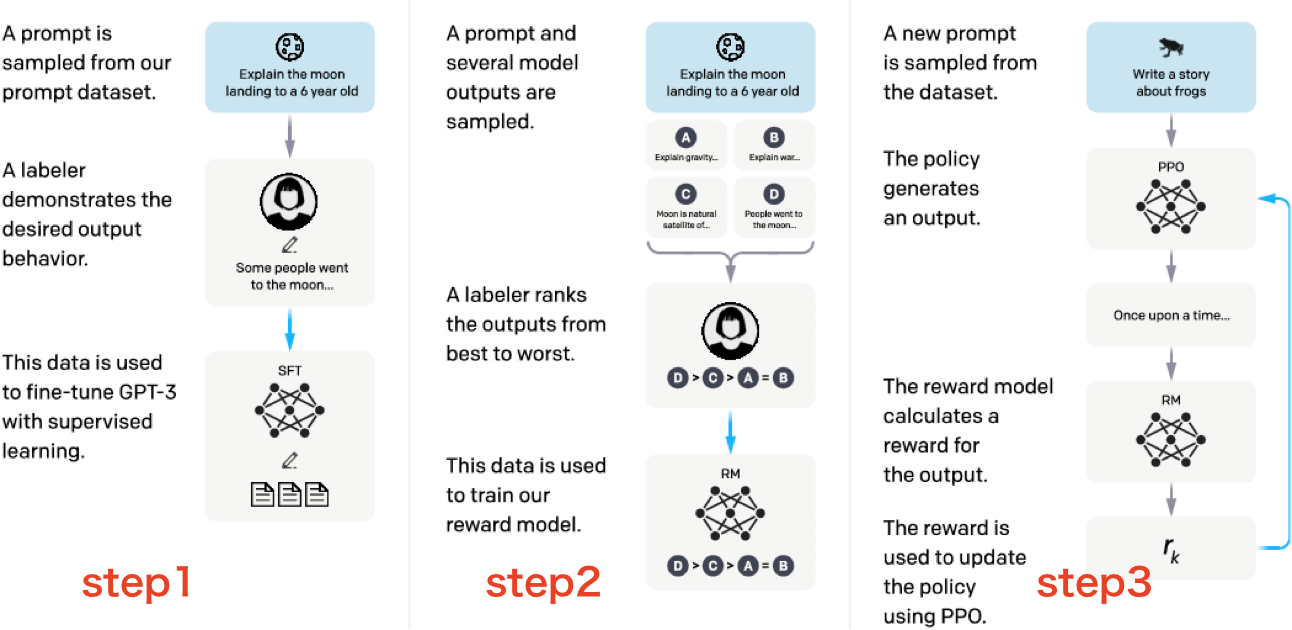 A prompt is
sampled from our
prompt dataset.
Explain the moon
landing to a 6 year old
A labeler
demonstrates the
desired output
behavior.
Some people went
to the moon...
This data is used
to fine-tune GPT-3
with supervised
learning.
SFT
step1
A prompt and
several model
outputs are
sampled.
Explain the moon
landing to a 6 year old
A
Explain gravity...
B
Explain war...
C
Moon is natural
satellite of...
D
People went to
the moon...
A labeler ranks
the outputs from
best to worst.
D > C > A = B
This data is used
to train our
reward model.
RM
D > C > A = B
step2
A new prompt
is sampled from
the dataset.
Write a story
about frogs
The policy
generates
an output.
PPO
Once upon a time...
The reward model
calculates a
reward for
the output.
RM
The reward is
used to update
the policy
using PPO.
r_k
step3